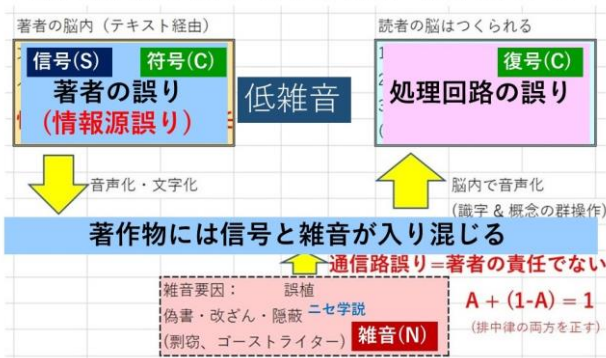 著者の脳内（テキスト経由）
信号(S)
符号(C)
著者の誤り
(情報源誤り)
低雑音
読者の脳はつくられる
復号(C)
処理回路の誤り
音声化・文字化
脳内で音声化
(識字 & 概念の群操作)
著作物には信号と雑音が入り混じる
通信路誤り=著者の責任でない
雑音要因： 誤植
偽書・改ざん・隠蔽 ニセ学説
(剽窃、ゴーストライター)
雑音(N)
A + (1-A) = 1
(排中律の両方を正す)